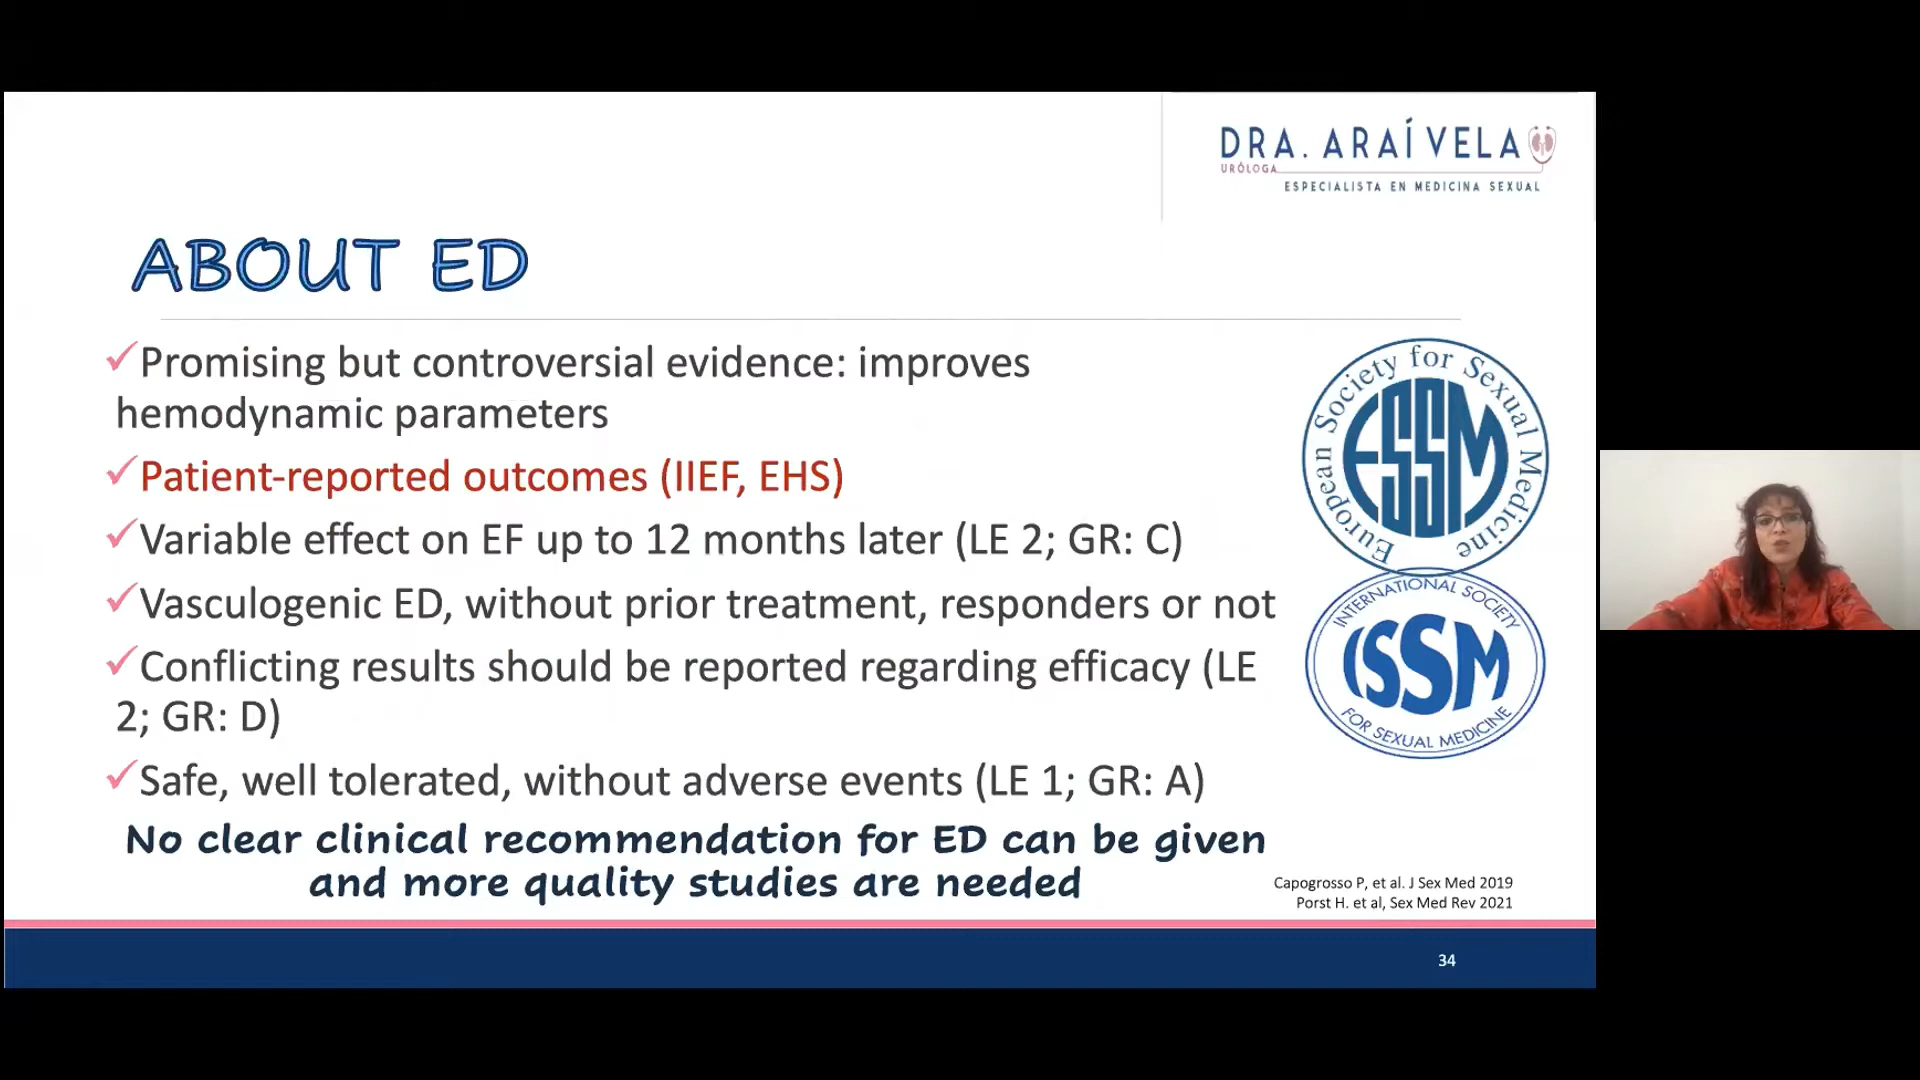 DRA. ARAÍ VELA
URÓLOGA
ESPECIALISTA EN MEDICINA SEXUAL
ABOUT ED
✓Promising but controversial evidence: improves
hemodynamic parameters
✓Patient-reported outcomes (IIEF, EHS)
✓Variable effect on EF up to 12 months later (LE 2; GR: C)
✓Vasculogenic ED, without prior treatment, responders or not
✓Conflicting results should be reported regarding efficacy (LE
2; GR: D)
✓Safe, well tolerated, without adverse events (LE 1; GR: A)
No clear clinical recommendation for ED can be given
and more quality studies are needed
European Society for Sexual Medicine
ESSM
INTERNATIONAL SOCIETY
ISSM
FOR SEXUAL MEDICINE
Capogrosso P, et al. J Sex Med 2019
Porst H. et al, Sex Med Rev 2021
34